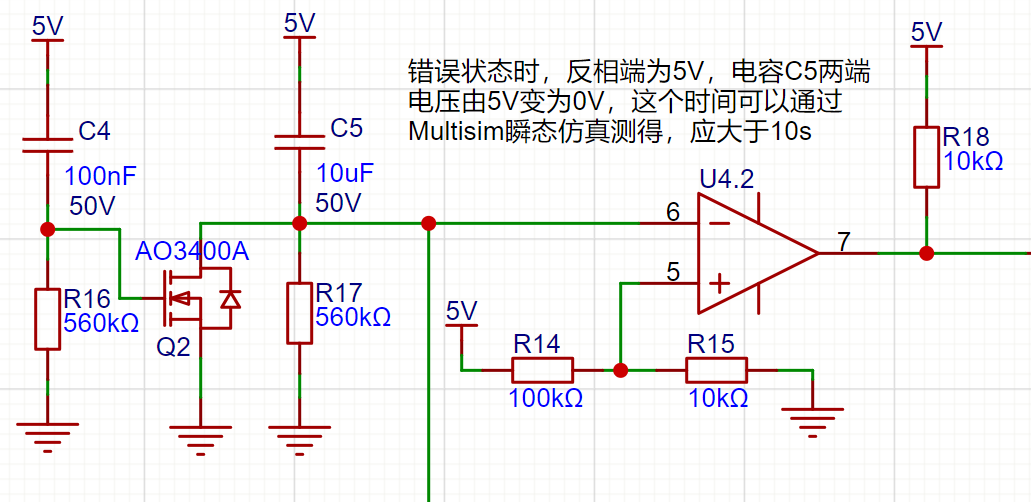 5V
5V
5V
错误状态时，反相端为5V，电容C5两端
电压由5V变为0V，这个时间可以通过
Multisim瞬态仿真测得，应大于10s
C4
100nF
50V
C5
10uF
50V
R18
10kΩ
U4.2
6
5
7
AO3400A
Q2
R16
560kΩ
R17
560kΩ
5V
R14
100kΩ
R15
10kΩ